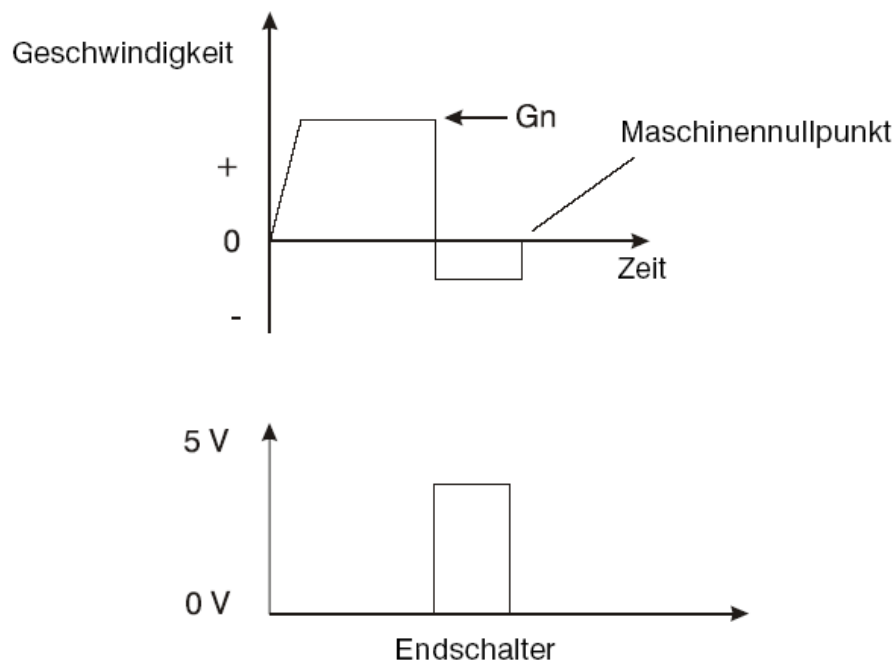 Geschwindigkeit
Gn
Maschinennullpunkt
+
0
Zeit
-
5 V
0 V
Endschalter